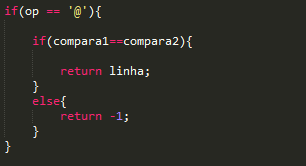 if(op == '@'){
if(compara1==compara2){
return linha;
}
else{
return -1;
}
}